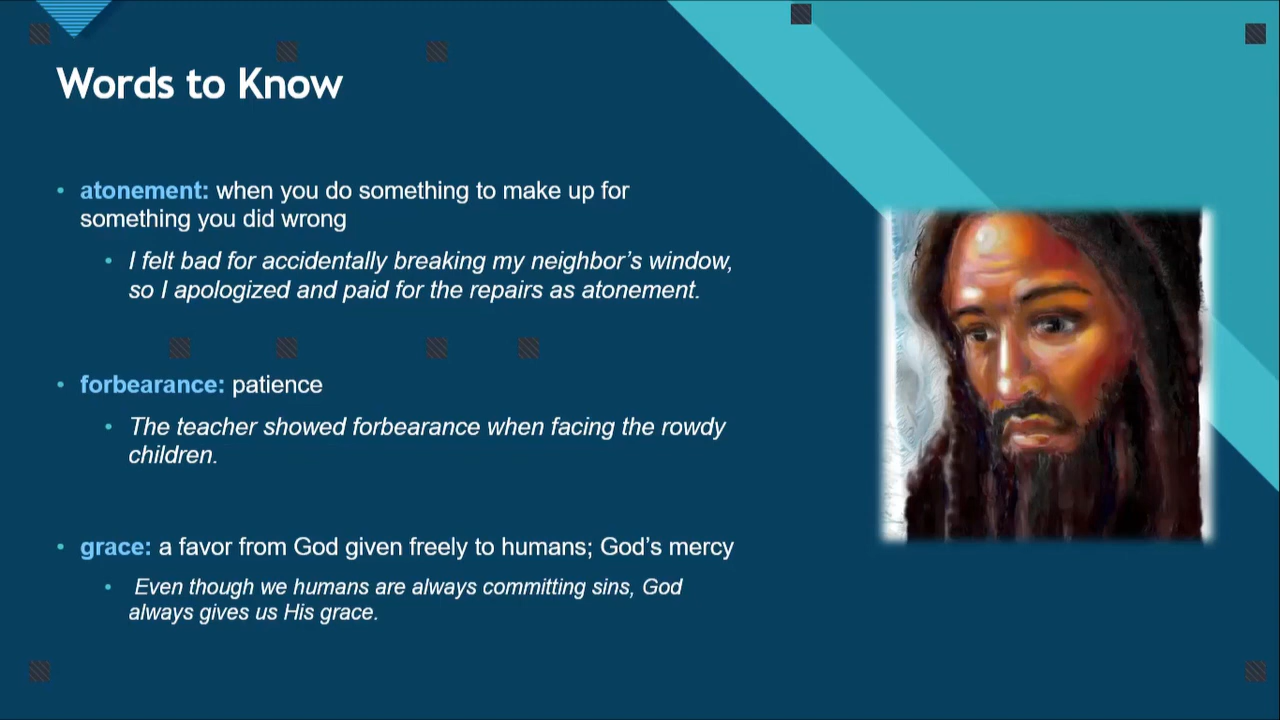 Words to Know
• atonement: when you do something to make up for
something you did wrong
• I felt bad for accidentally breaking my neighbor’s window,
so I apologized and paid for the repairs as atonement.
• forbearance: patience
• The teacher showed forbearance when facing the rowdy
children.
• grace: a favor from God given freely to humans; God’s mercy
• Even though we humans are always committing sins, God
always gives us His grace.